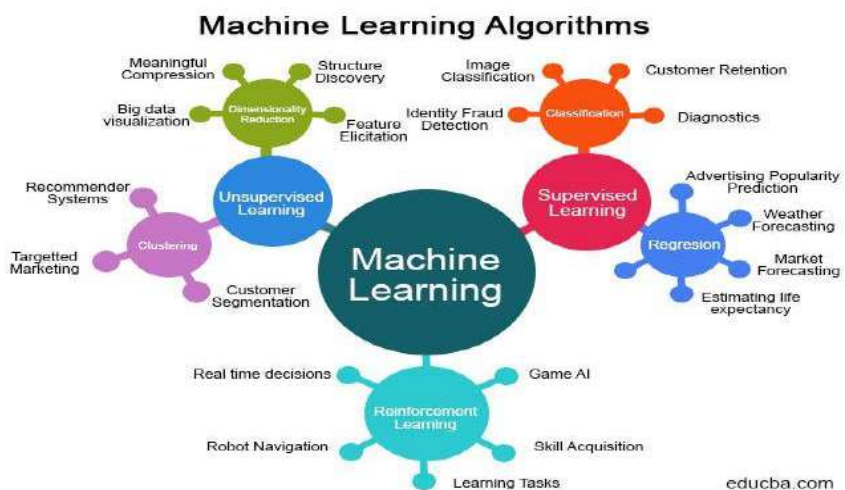 Machine Learning Algorithms
Meaningful
Compression
Structure
Discovery
Big data
visualization
Dimensionality
Reduction
Feature
Elicitation
Image
Classification
Customer Retention
Identity Fraud
Detection
Classification
Diagnostics
Recommender
Systems
Unsupervised
Learning
Supervised
Learning
Advertising Popularity
Prediction
Weather
Forecasting
Clustering
Targetted
Marketing
Customer
Segmentation
Machine
Learning
Regresion
Market
Forecasting
Estimating life
expectancy
Real time decisions
Game AI
Reinforcement
Learning
Robot Navigation
Skill Acquisition
Learning Tasks
educba.com